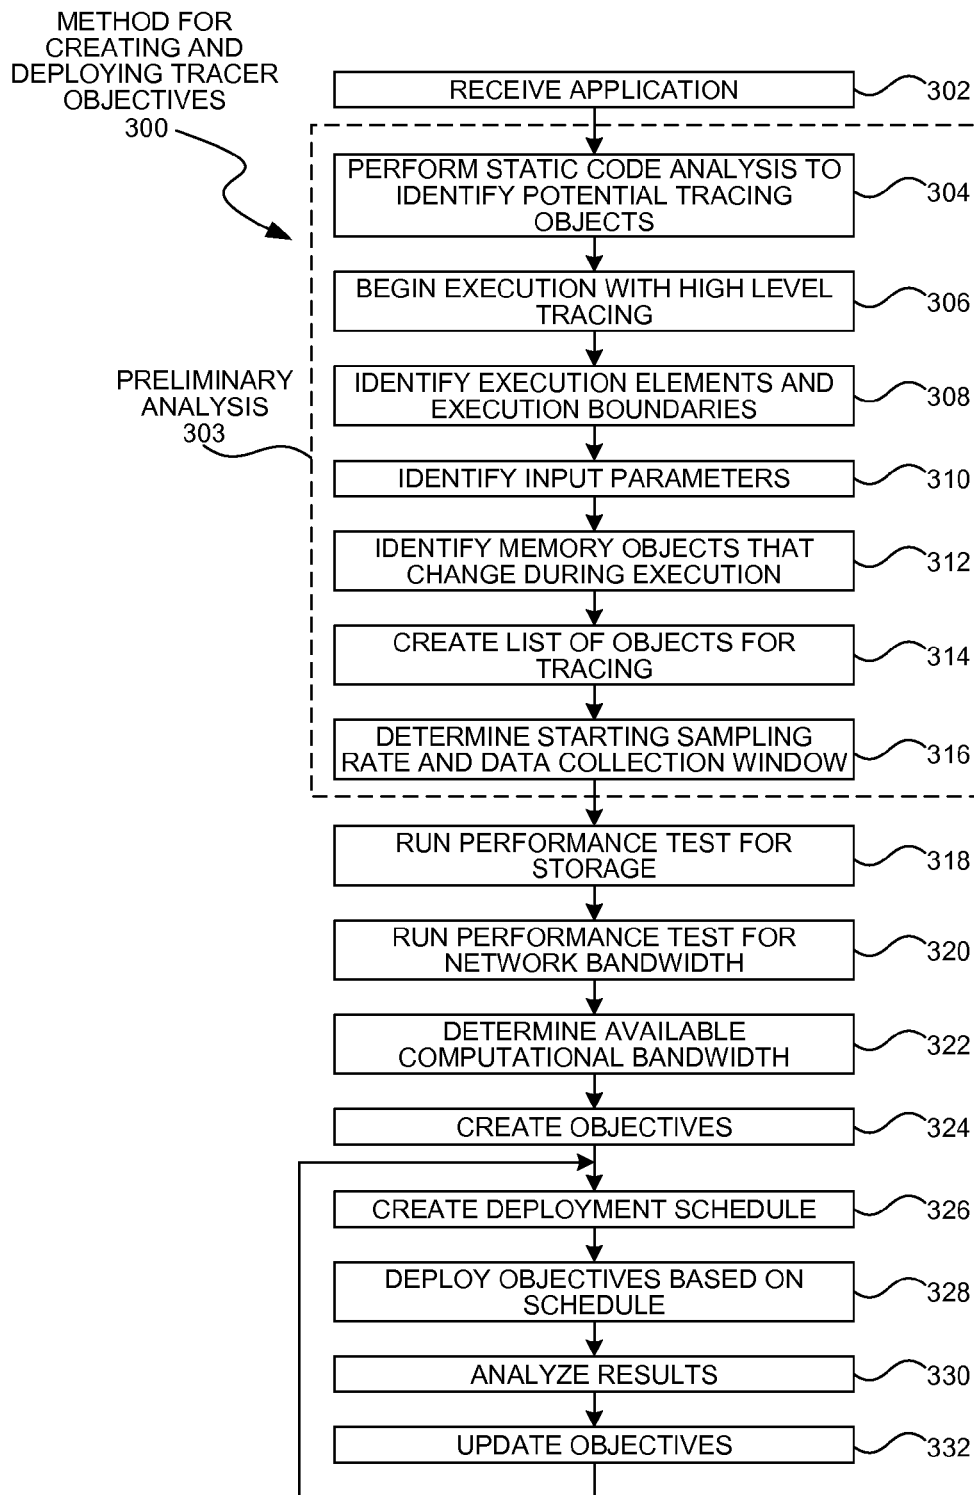 METHOD FOR
CREATING AND
DEPLOYING TRACER
OBJECTIVES
300
RECEIVE APPLICATION
302
PERFORM STATIC CODE ANALYSIS TO
IDENTIFY POTENTIAL TRACING
OBJECTS
304
BEGIN EXECUTION WITH HIGH LEVEL
TRACING
306
PRELIMINARY
ANALYSIS
303
IDENTIFY EXECUTION ELEMENTS AND
EXECUTION BOUNDARIES
308
IDENTIFY INPUT PARAMETERS
310
IDENTIFY MEMORY OBJECTS THAT
CHANGE DURING EXECUTION
312
CREATE LIST OF OBJECTS FOR
TRACING
314
DETERMINE STARTING SAMPLING
RATE AND DATA COLLECTION WINDOW
316
RUN PERFORMANCE TEST FOR
STORAGE
318
RUN PERFORMANCE TEST FOR
NETWORK BANDWIDTH
320
DETERMINE AVAILABLE
COMPUTATIONAL BANDWIDTH
322
CREATE OBJECTIVES
324
CREATE DEPLOYMENT SCHEDULE
326
DEPLOY OBJECTIVES BASED ON
SCHEDULE
328
ANALYZE RESULTS
330
UPDATE OBJECTIVES
332